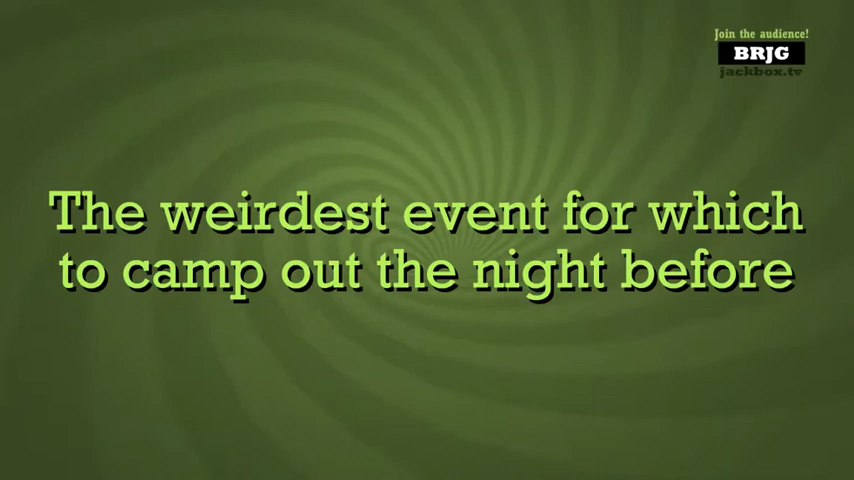 Join the audience!
BRJG
jackbox.tv
The weirdest event for which
to camp out the night before